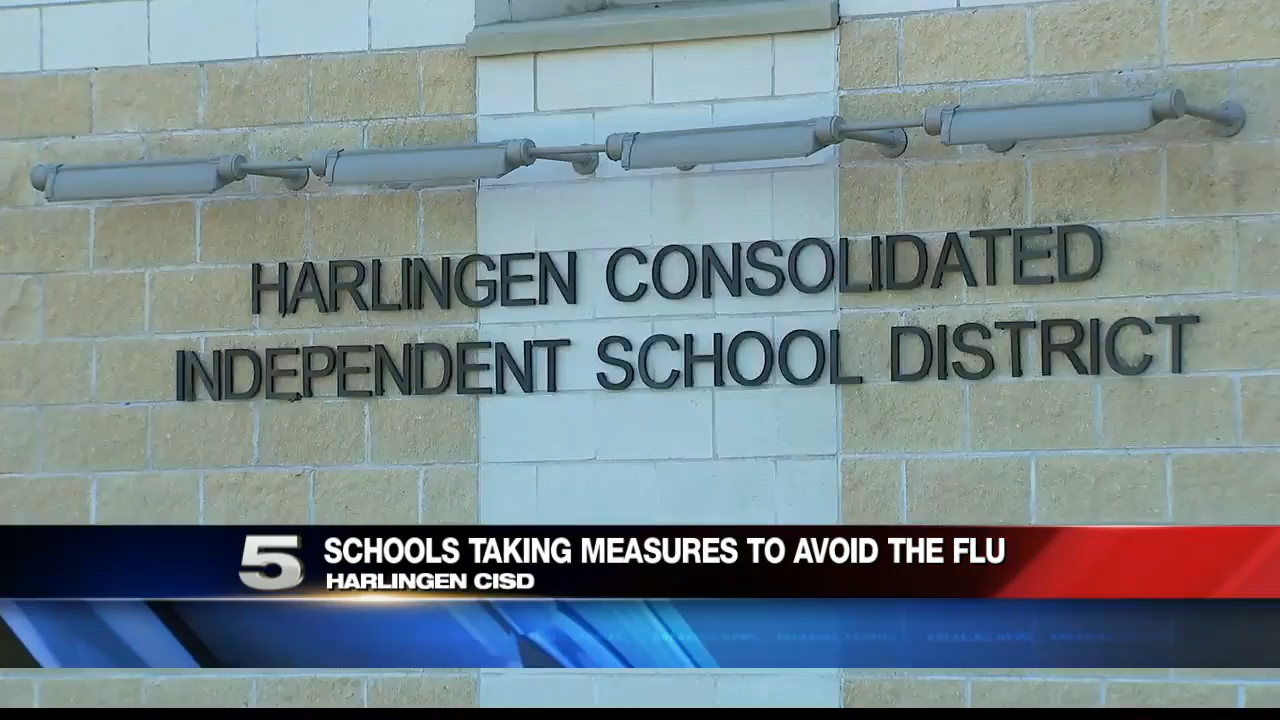 HARLINGEN CONSOLIDATED
INDEPENDENT SCHOOL DISTRICT
5 SCHOOLS TAKING MEASURES TO AVOID THE FLU
HARLINGEN CISD